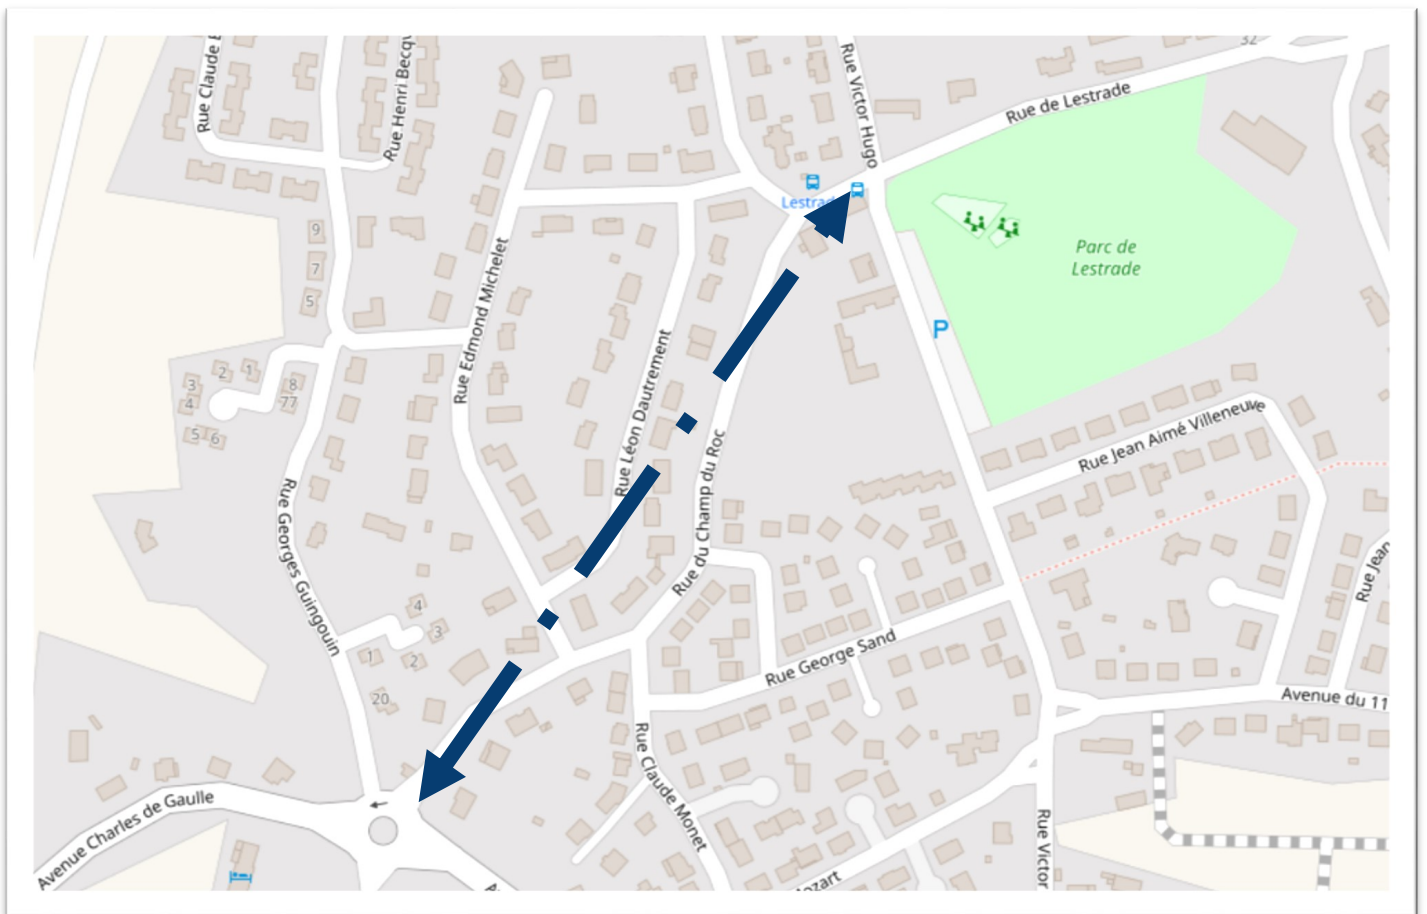 Rue Claude
Rue Henri Becqu
Rue Victor Hugo
32
Rue de Lestrade
Lestrade
Parc de
Lestrade
P
9
7
5
Rue Edmond Michelet
Rue Léon Dautrement
Rue du Champ du Roc
3
2
1
8
77
4
5
6
Rue Jean Aimé Villeneuve
Rue Georges Guingouin
4
3
1
2
20
Rue George Sand
Rue Jean
Avenue du 11
Rue Claude Monet
Avenue Charles de Gaulle
Rue Victor
ozart